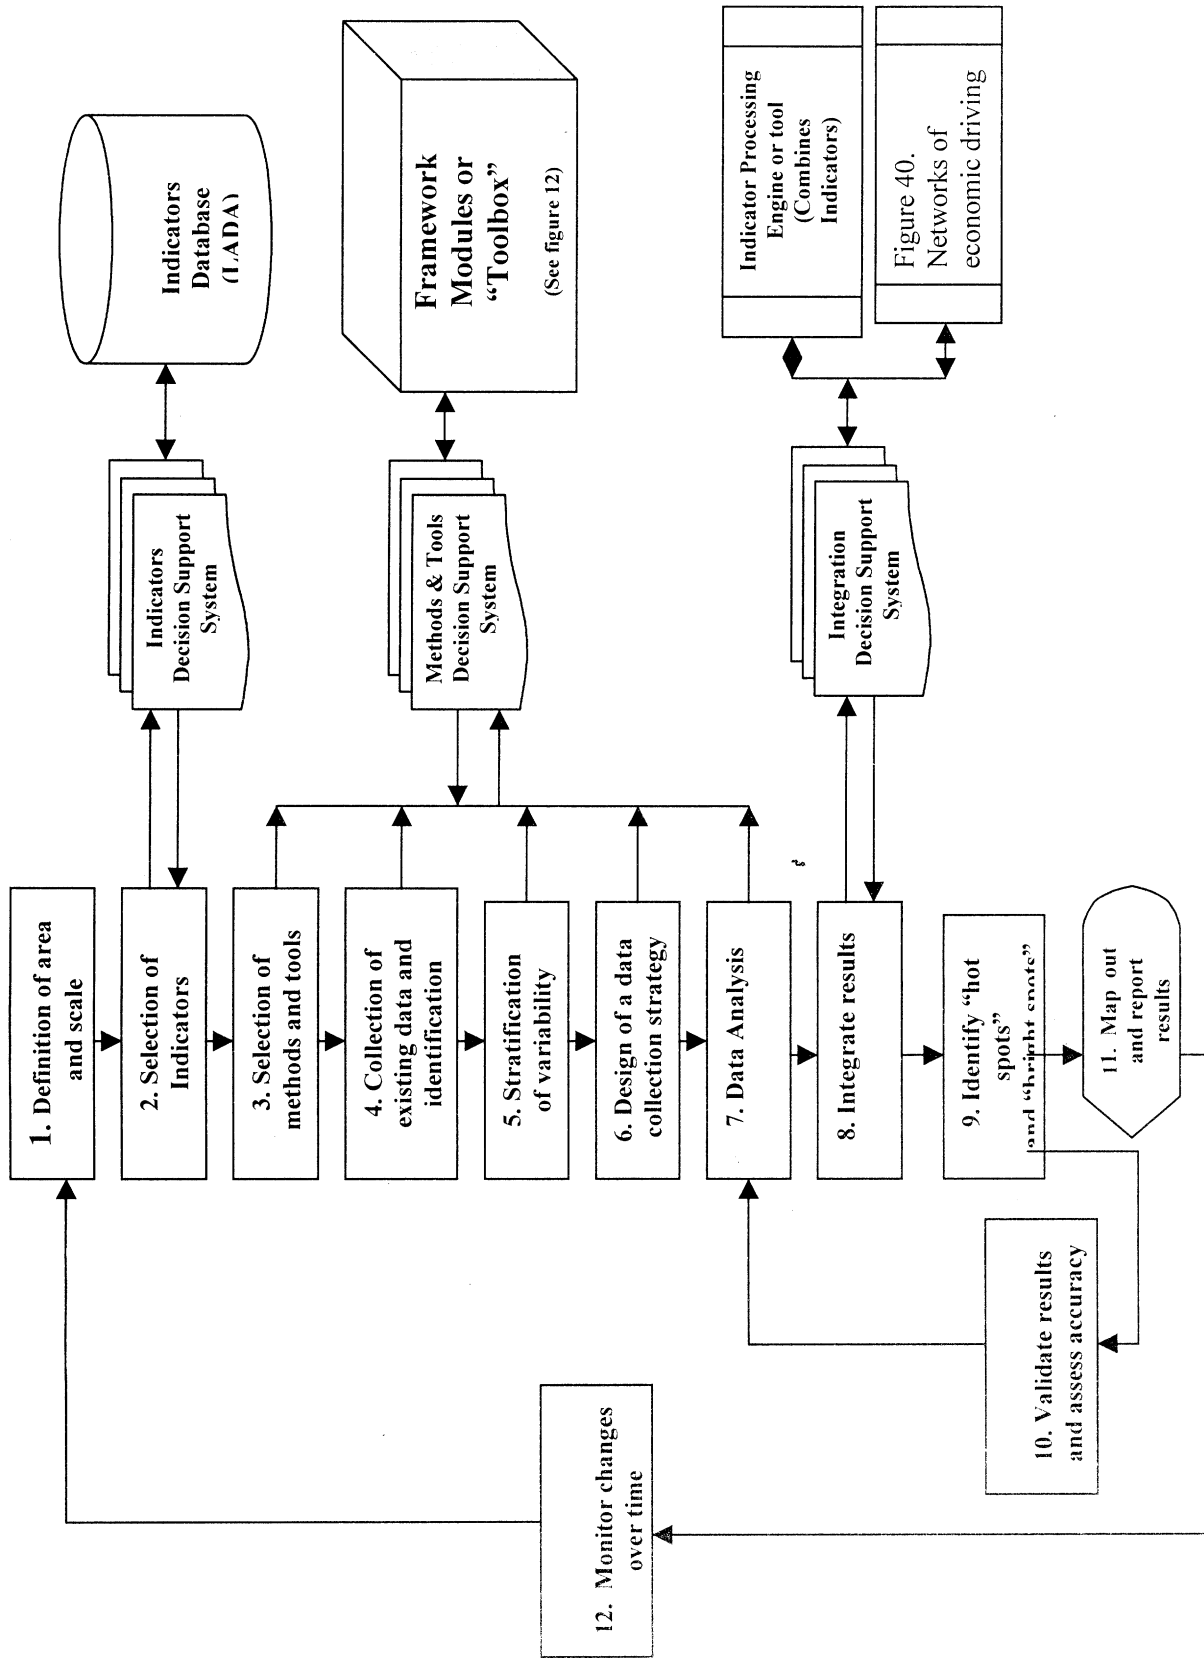 1. Definition of area
and scale
2. Selection of
Indicators
3. Selection of
methods and tools
4. Collection of
existing data and
identification
5. Stratification
of variability
6. Design of a data
collection strategy
7. Data Analysis
8. Integrate results
9. Identify “hot
spots”
and “bright spots”
10. Validate results
and assess accuracy
11. Map out
and report
results
12. Monitor changes
over time
Indicators
Decision Support
System
Methods & Tools
Decision Support
System
Integration
Decision Support
System
Indicators
Database
(LADA)
Framework
Modules or
“Toolbox”
(See figure 12)
Indicator Processing
Engine or tool
(Combines
Indicators)
Figure 40.
Networks of
economic driving